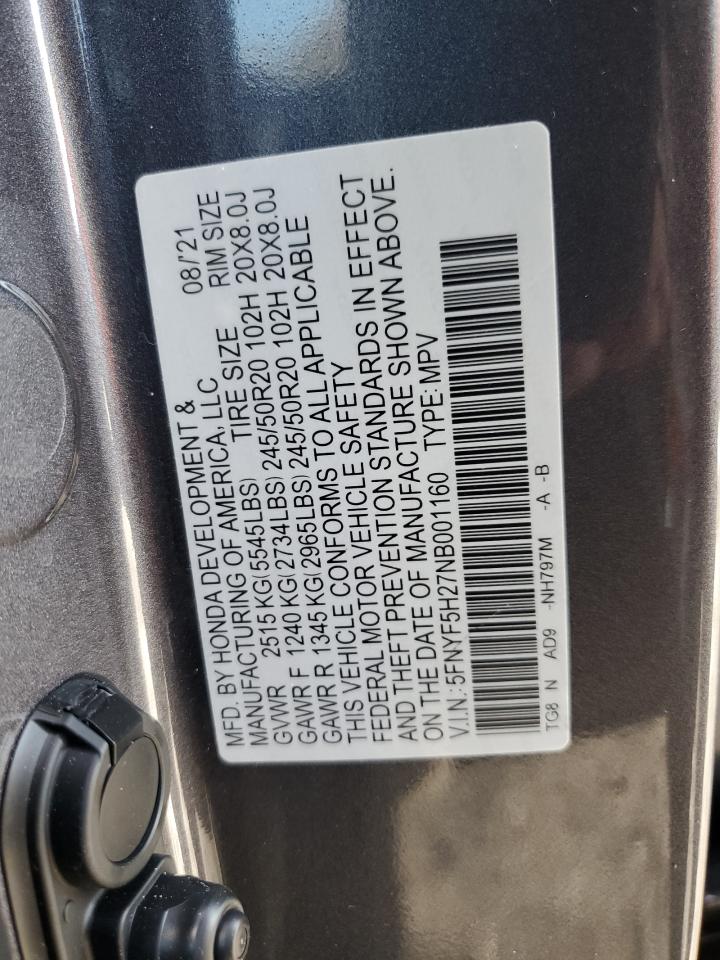 MFD. BY HONDA DEVELOPMENT & 08/'21
MANUFACTURING OF AMERICA, LLC
TIRE SIZE RIM SIZE
GVWR 2515 KG(5545LBS)
GAWR F 1240 KG(2734LBS) 245/50R20 102H 20X8.0J
GAWR R 1345 KG(2965LBS) 245/50R20 102H 20X8.0J
THIS VEHICLE CONFORMS TO ALL APPLICABLE
FEDERAL MOTOR VEHICLE SAFETY
AND THEFT PREVENTION STANDARDS IN EFFECT
ON THE DATE OF MANUFACTURE SHOWN ABOVE.
V.I.N.: 5FNYF5H27NB001160 TYPE: MPV
TG8 N AD9 -NH797M -A -B